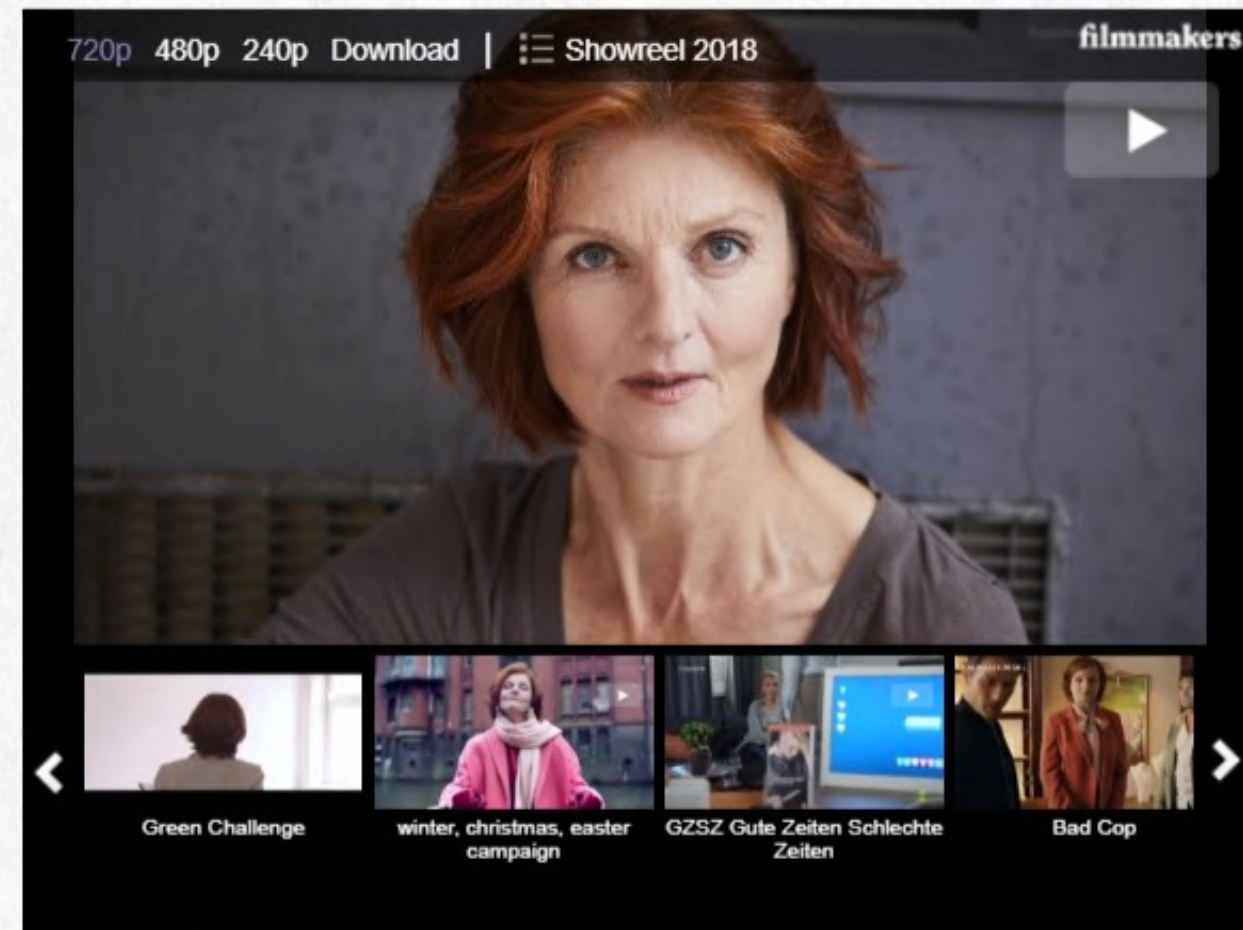 720p 480p 240p Download | Showreel 2018
filmmakers
Green Challenge
winter, christmas, easter
campaign
GZSZ Gute Zeiten Schlechte
Zeiten
Bad Cop